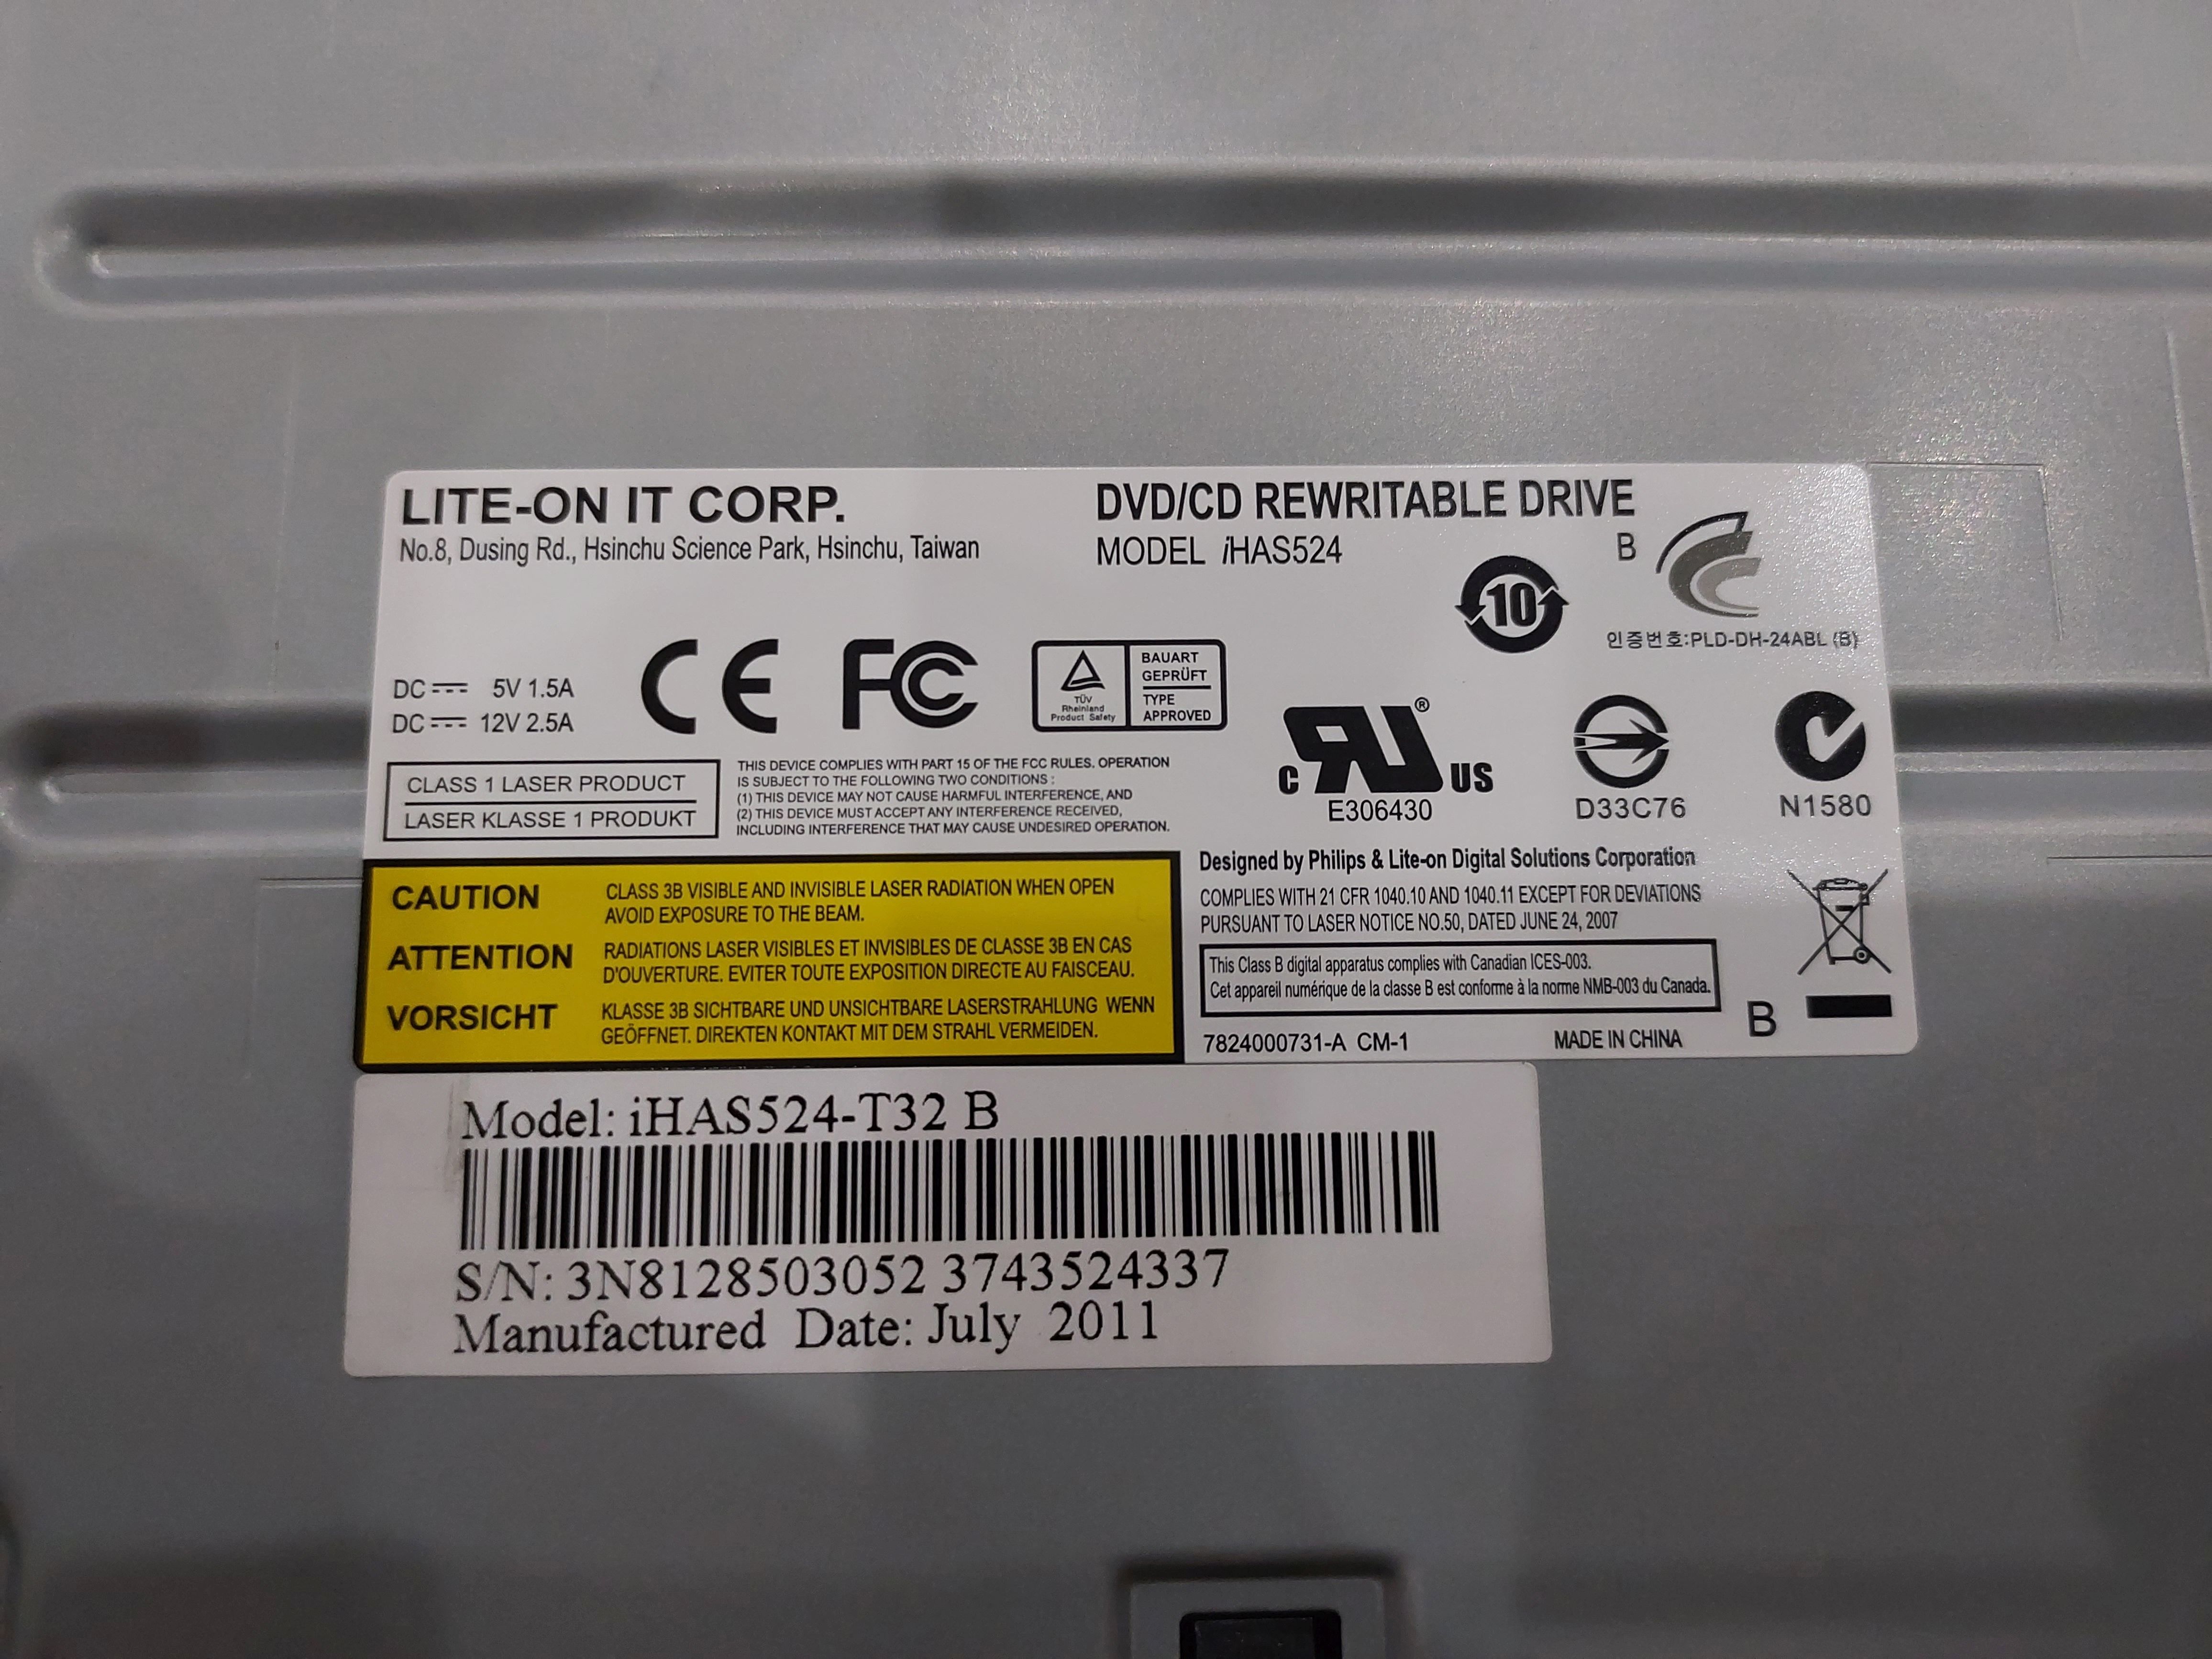 LITE-ON IT CORP.
No.8, Dusing Rd., Hsinchu Science Park, Hsinchu, Taiwan
DVD/CD REWRITABLE DRIVE
MODEL iHAS524
10
B
인증번호:PLD-DH-24ABL (B)
DC 5V 1.5A
DC 12V 2.5A
CE
FC
TÜV
Rheinland
Product Safety
BAUART
GEPRÜFT
TYPE
APPROVED
C RU ® US
E306430
D33C76
N1580
CLASS 1 LASER PRODUCT
LASER KLASSE 1 PRODUKT
THIS DEVICE COMPLIES WITH PART 15 OF THE FCC RULES. OPERATION
IS SUBJECT TO THE FOLLOWING TWO CONDITIONS :
(1) THIS DEVICE MAY NOT CAUSE HARMFUL INTERFERENCE, AND
(2) THIS DEVICE MUST ACCEPT ANY INTERFERENCE RECEIVED,
INCLUDING INTERFERENCE THAT MAY CAUSE UNDESIRED OPERATION.
CAUTION CLASS 3B VISIBLE AND INVISIBLE LASER RADIATION WHEN OPEN
AVOID EXPOSURE TO THE BEAM.
ATTENTION RADIATIONS LASER VISIBLES ET INVISIBLES DE CLASSE 3B EN CAS
D'OUVERTURE. EVITER TOUTE EXPOSITION DIRECTE AU FAISCEAU.
VORSICHT KLASSE 3B SICHTBARE UND UNSICHTBARE LASERSTRAHLUNG WENN
GEÖFFNET. DIREKTEN KONTAKT MIT DEM STRAHL VERMEIDEN.
Designed by Philips & Lite-on Digital Solutions Corporation
COMPLIES WITH 21 CFR 1040.10 AND 1040.11 EXCEPT FOR DEVIATIONS
PURSUANT TO LASER NOTICE NO.50, DATED JUNE 24, 2007
This Class B digital apparatus complies with Canadian ICES-003.
Cet appareil numérique de la classe B est conforme à la norme NMB-003 du Canada.
B
7824000731-A CM-1
MADE IN CHINA
Model: iHAS524-T32 B
S/N: 3N8128503052 3743524337
Manufactured Date: July 2011